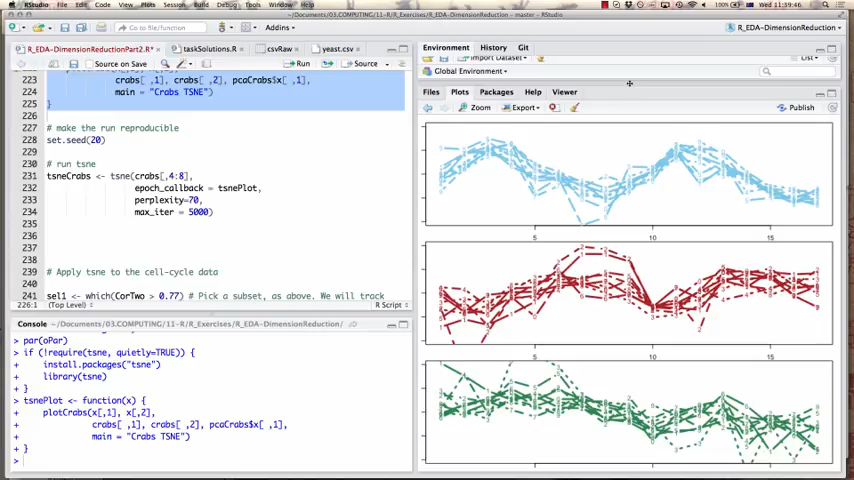 RStudio File Edit Code View Plots Session Build Debug Tools Window Help
100% Thu 11:39:46
~/Documents/03.COMPUTING/11-R/R_Exercises/R_EDA-DimensionReduction - master - RStudio
Go to file/function
Addins
R_EDA-DimensionReduction...
R_EDA-DimensionReductionPart2.R*
taskSolutions.R
csvRaw
yeast.csv
Source on Save
Run
Source
223 crabs[ ,1], crabs[ ,2], pcaCrabs$x[ ,1],
224 main = "Crabs TSNE")
225 }
226
227 # make the run reproducible
228 set.seed(20)
229
230 # run tsne
231 tsneCrabs <- tsne(crabs[,4:8],
232 epoch_callback = tsnePlot,
233 perplexity=70,
234 max_iter = 5000)
235
236
237
238
239 # Apply tsne to the cell-cycle data
240
241 sel1 <- which(CorTwo > 0.77) # Pick a subset, as above. We will track
226:1 (Top Level) R Script
Console ~/Documents/03.COMPUTING/11-R/R_Exercises/R_EDA-DimensionReduction/
> par(oPar)
> if (!require(tsne, quietly=TRUE)) {
+ install.packages("tsne")
+ library(tsne)
+ }
> tsnePlot <- function(x) {
+ plotCrabs(x[,1], x[,2],
+ crabs[ ,1], crabs[ ,2], pcaCrabs$x[ ,1],
+ main = "Crabs TSNE")
+ }
>
Environment History Git
Import Dataset
List
Global Environment
Files Plots Packages Help Viewer
Zoom Export Publish
5 10 15
5 10 15
5 10 15